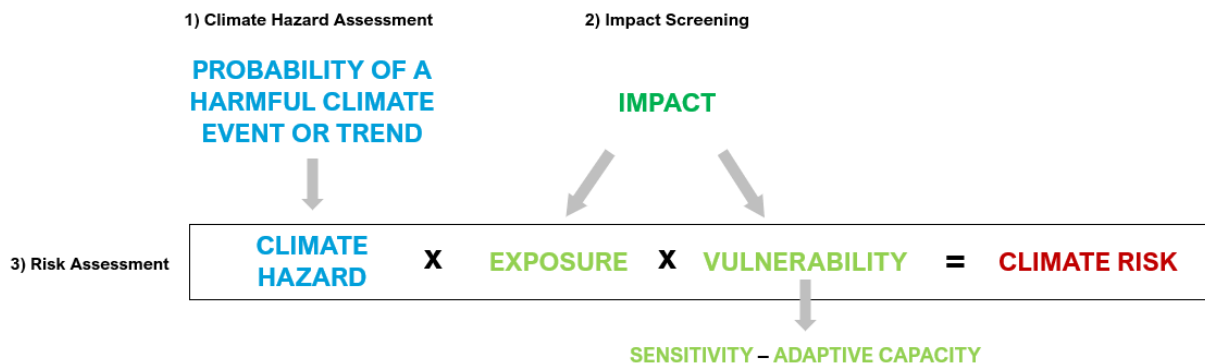 1) Climate Hazard Assessment
2) Impact Screening
PROBABILITY OF A
HARMFUL CLIMATE
EVENT OR TREND
IMPACT
3) Risk Assessment
CLIMATE
HAZARD
X
EXPOSURE
X
VULNERABILITY
=
CLIMATE RISK
SENSITIVITY – ADAPTIVE CAPACITY